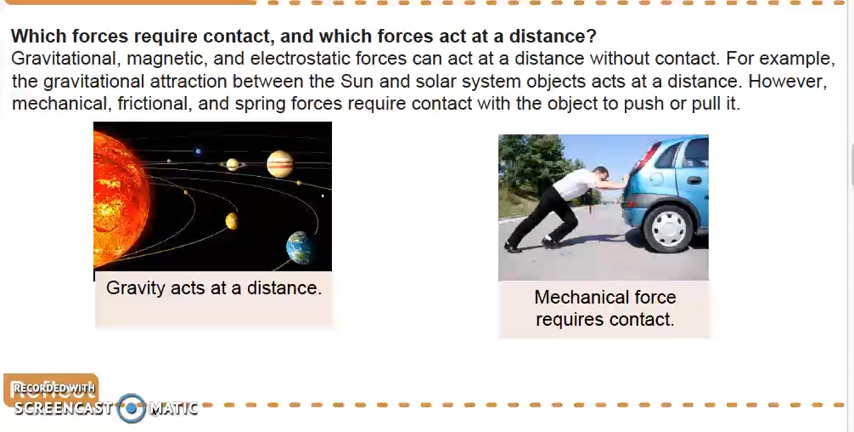 Which forces require contact, and which forces act at a distance?
Gravitational, magnetic, and electrostatic forces can act at a distance without contact. For example,
the gravitational attraction between the Sun and solar system objects acts at a distance. However,
mechanical, frictional, and spring forces require contact with the object to push or pull it.
Gravity acts at a distance.
Mechanical force
requires contact.
Reflect
RECORDED WITH
SCREENCAST MATIC